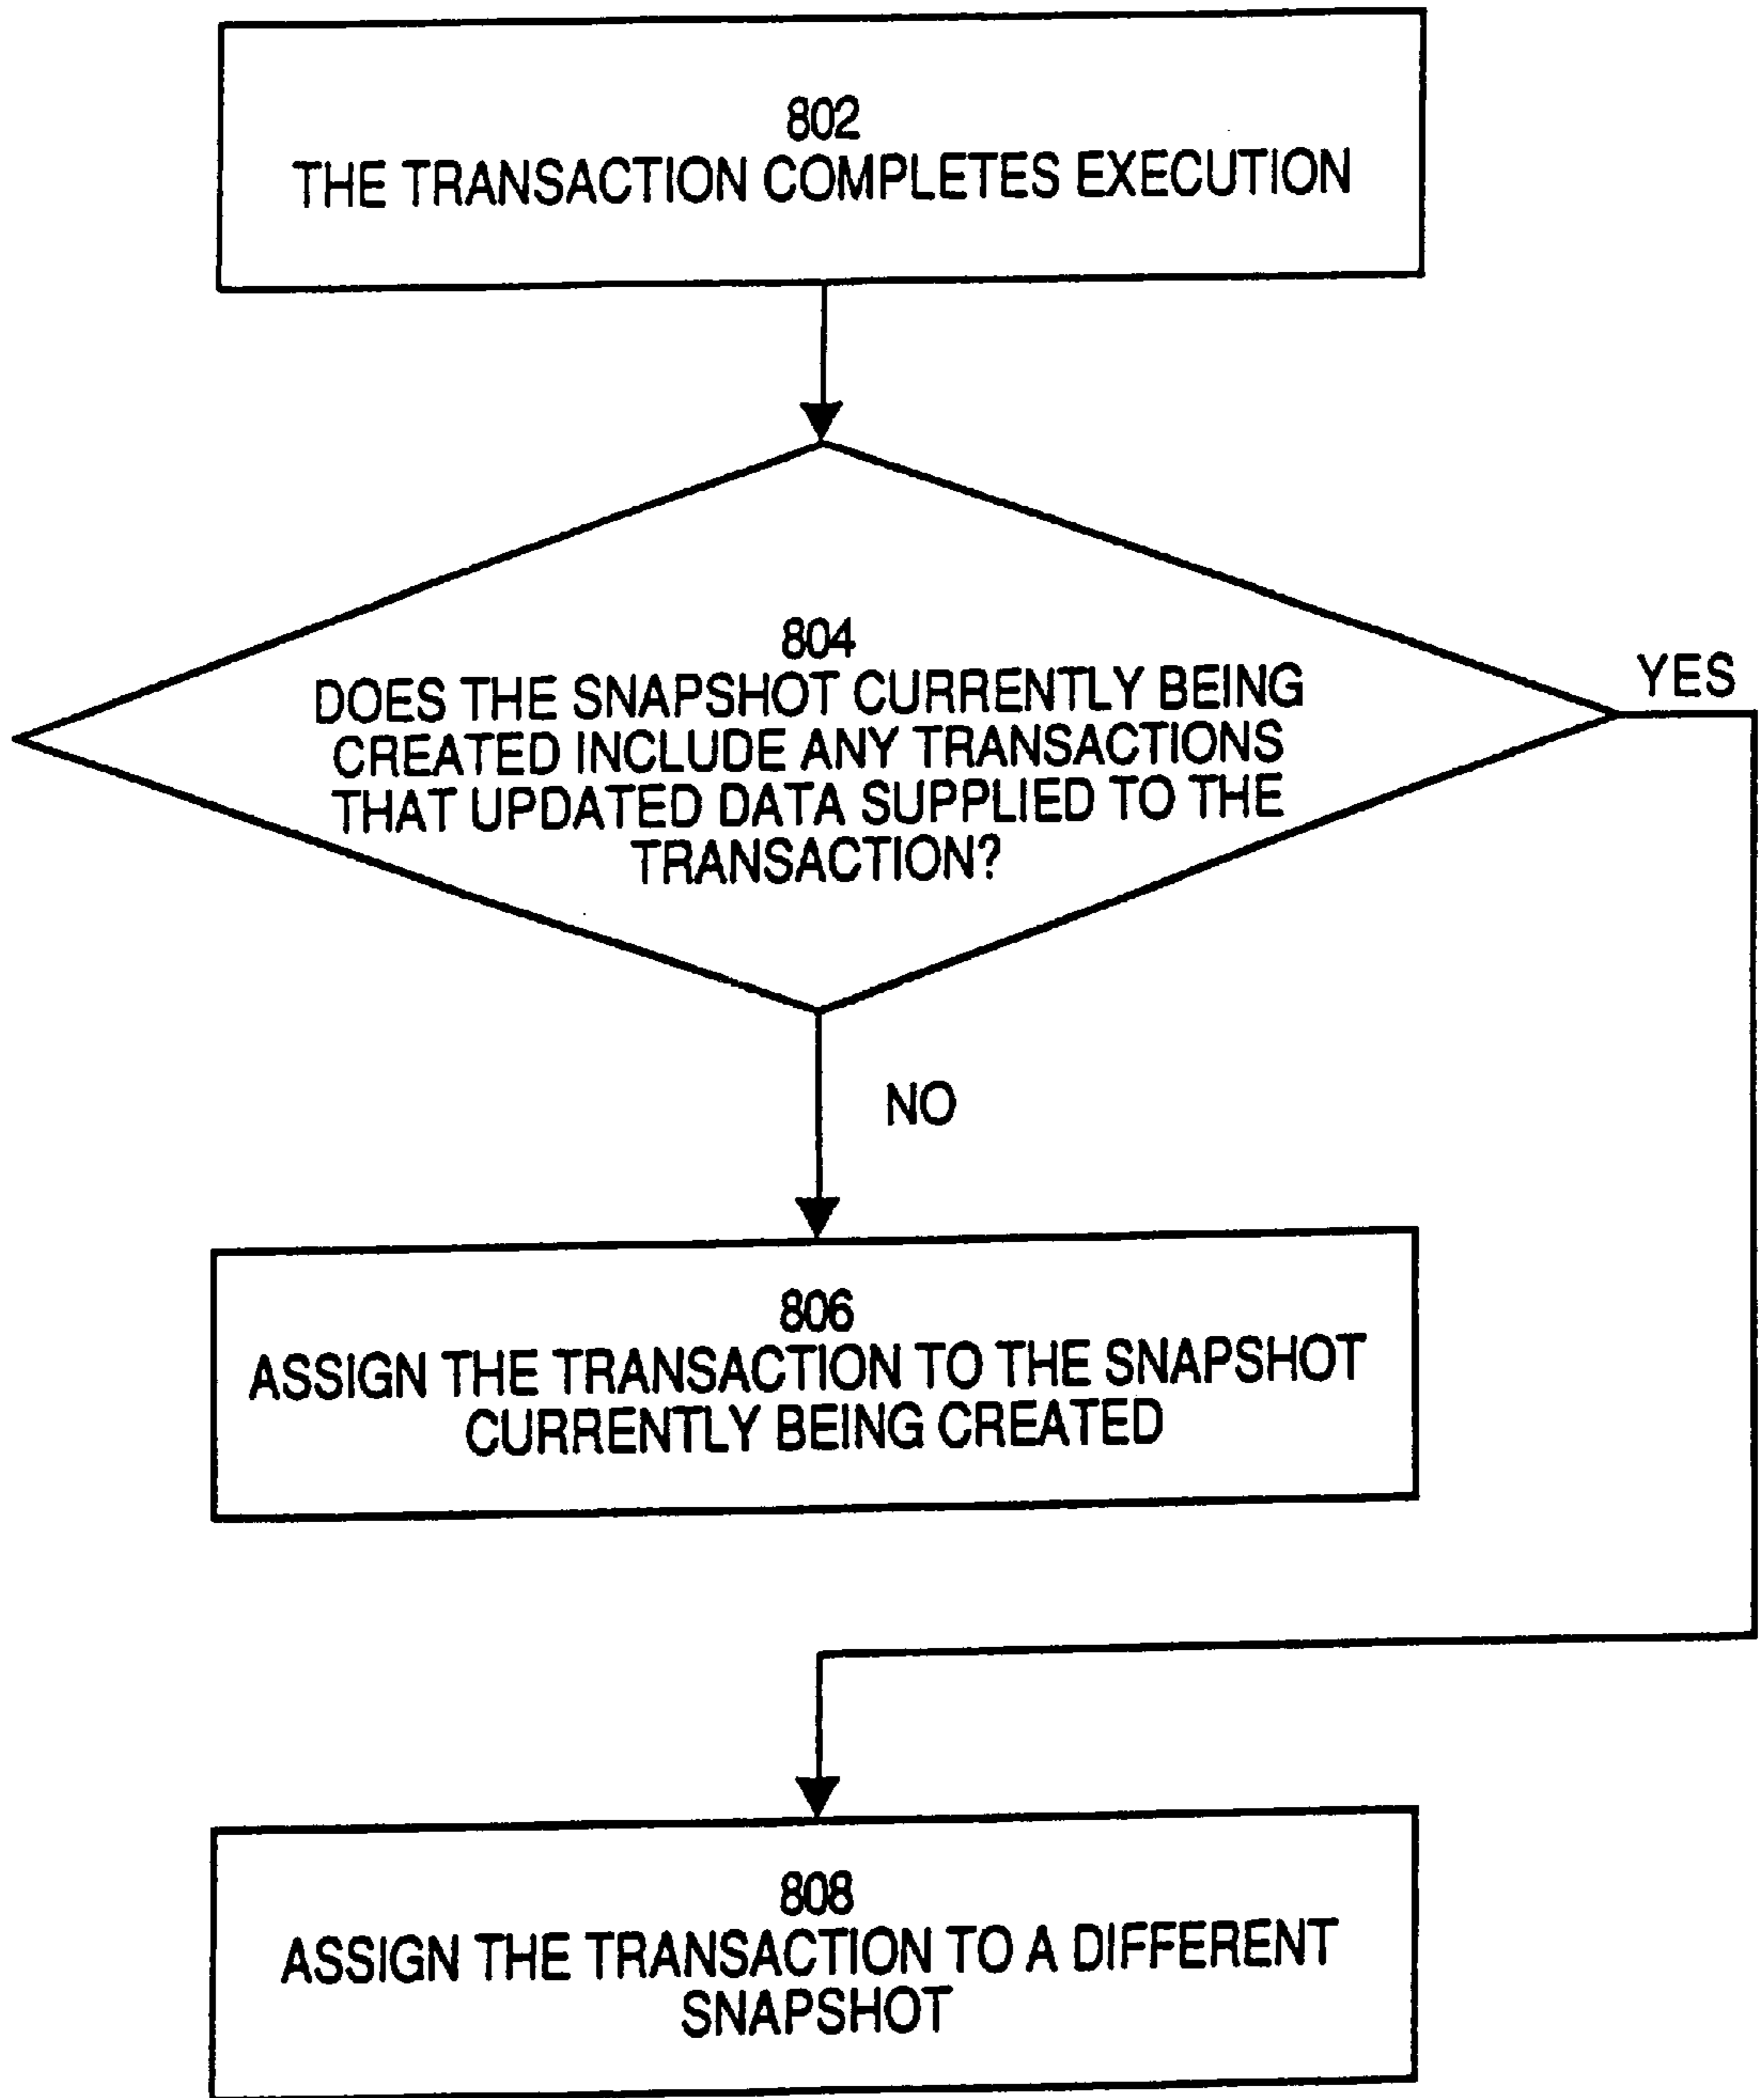 802
THE TRANSACTION COMPLETES EXECUTION
804
DOES THE SNAPSHOT CURRENTLY BEING
CREATED INCLUDE ANY TRANSACTIONS
THAT UPDATED DATA SUPPLIED TO THE
TRANSACTION?
YES
NO
806
ASSIGN THE TRANSACTION TO THE SNAPSHOT
CURRENTLY BEING CREATED
808
ASSIGN THE TRANSACTION TO A DIFFERENT
SNAPSHOT